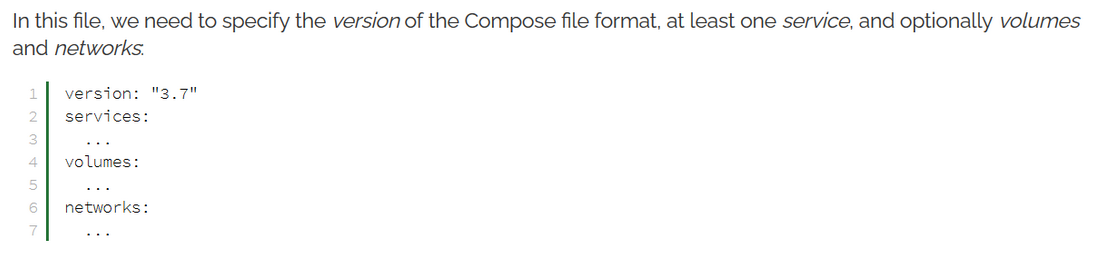 In this file, we need to specify the version of the Compose file format, at least one service, and optionally volumes
and networks:
1 version: "3.7"
2 services:
3 ...
4 volumes:
5 ...
6 networks:
7 ...